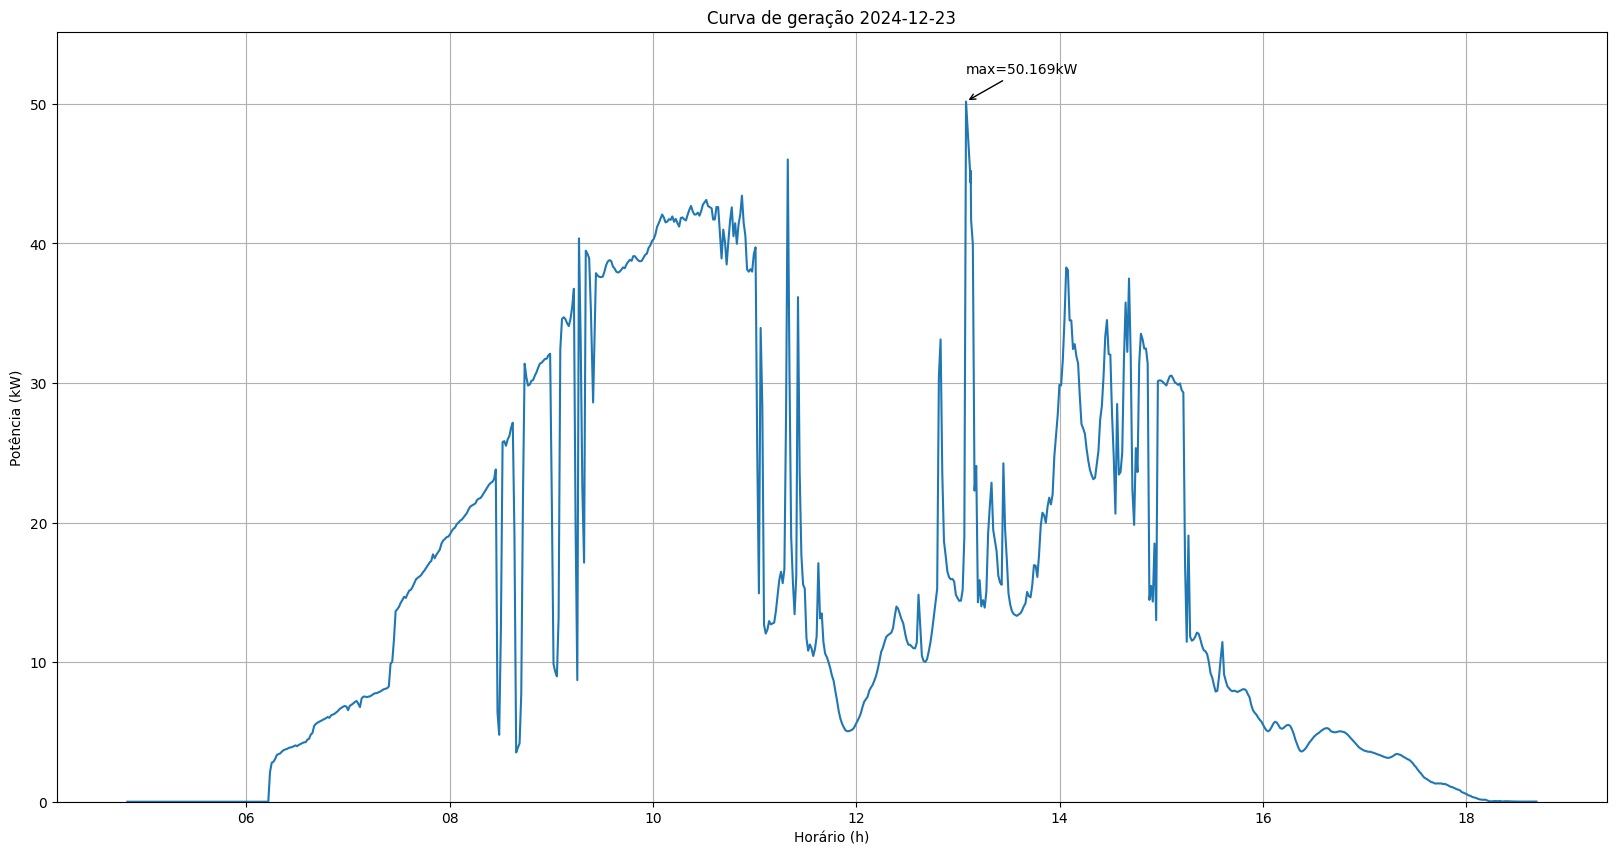 Curva de geração 2024-12-23
max=50.169kW
50
40
30
20
10
0
Potência (kW)
06 08 10 12 14 16 18
Horário (h)